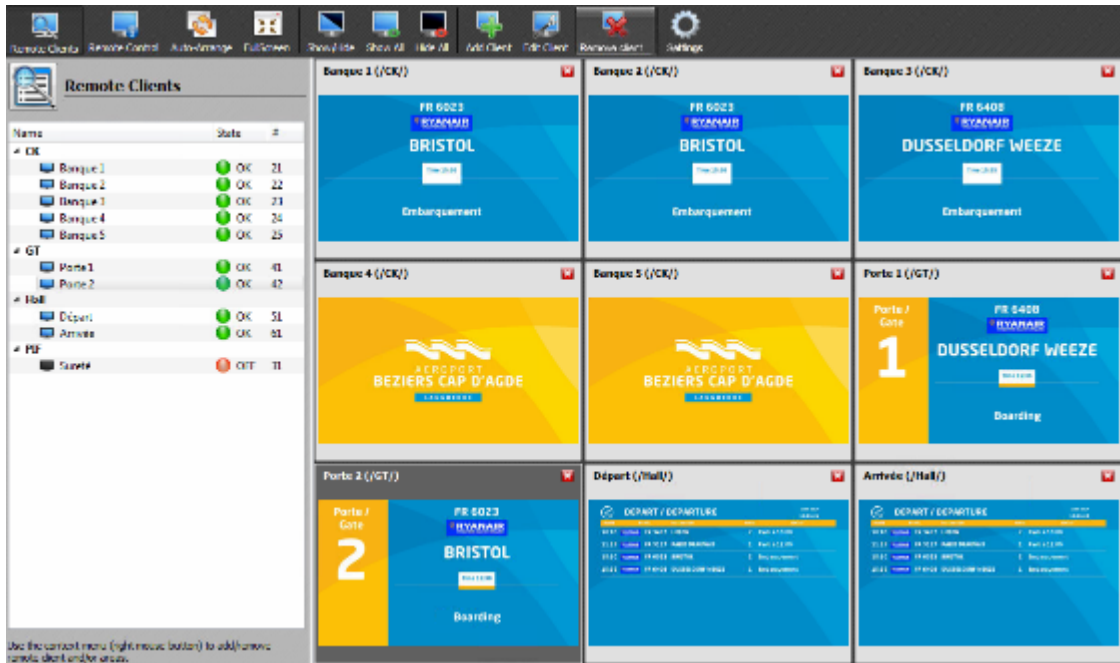 Remote Clients Remote Control Auto-Arrange FullScreen Show/Hide Show All Hide All Add Client Edit Client Remove client Settings
Remote Clients
Name State #
CK
Banque 1 OK 21
Banque 2 OK 22
Banque 3 OK 23
Banque 4 OK 24
Banque 5 OK 25
GT
Porte 1 OK 41
Porte 2 OK 42
Hall
Départ OK 51
Arrivée OK 61
PIF
Sureté OFF 71
Use the context menu (right mouse button) to add/remove
remote client and/or areas.
Banque 1 (/CK/)
FR 6023
RYANAIR
BRISTOL
Embarquement
Banque 2 (/CK/)
FR 6023
RYANAIR
BRISTOL
Embarquement
Banque 3 (/CK/)
FR 6408
RYANAIR
DUSSELDORF WEEZE
Embarquement
Banque 4 (/CK/)
AEROPORT
BEZIERS CAP D'AGDE
LANGUEDOC
Banque 5 (/CK/)
AEROPORT
BEZIERS CAP D'AGDE
LANGUEDOC
Porte 1 (/GT/)
Porte /
Gate
1
FR 6408
RYANAIR
DUSSELDORF WEEZE
Boarding
Porte 2 (/GT/)
Porte /
Gate
2
FR 6023
RYANAIR
BRISTOL
Boarding
Départ (/Hall/)
DEPART / DEPARTURE
Arrivée (/Hall/)
DEPART / DEPARTURE